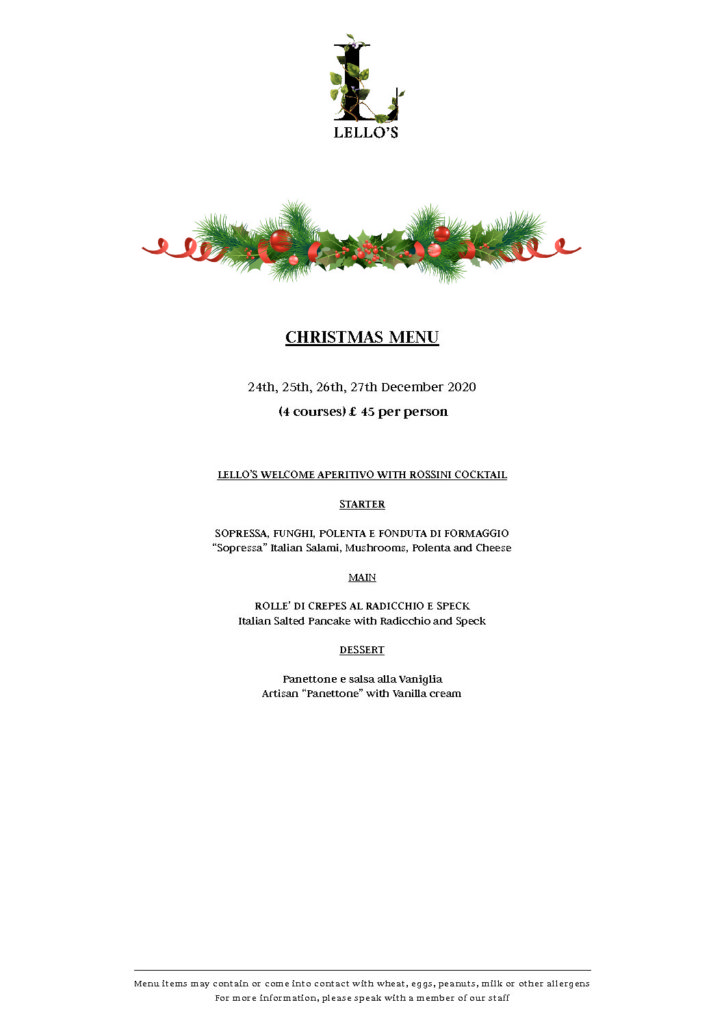 L
LELLO'S
CHRISTMAS MENU
24th, 25th, 26th, 27th December 2020
(4 courses) £ 45 per person
LELLO'S WELCOME APERITIVO WITH ROSSINI COCKTAIL
STARTER
SOPRESSA, FUNGHI, POLENTA E FONDUTA DI FORMAGGIO
"Sopressa" Italian Salami, Mushrooms, Polenta and Cheese
MAIN
ROLLE' DI CREPES AL RADICCHIO E SPECK
Italian Salted Pancake with Radicchio and Speck
DESSERT
Panettone e salsa alla Vaniglia
Artisan "Panettone" with Vanilla cream
Menu items may contain or come into contact with wheat, eggs, peanuts, milk or other allergens
For more information, please speak with a member of our staff